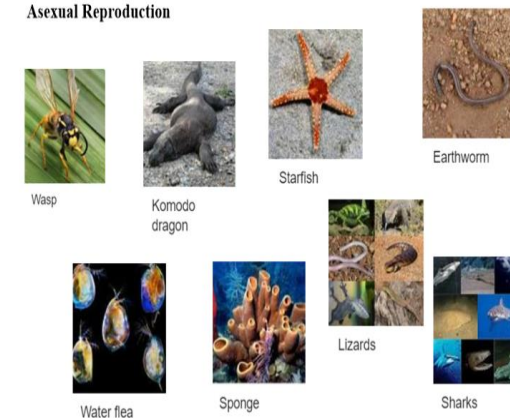 Asexual Reproduction
Wasp
Komodo
dragon
Starfish
Earthworm
Water flea
Sponge
Lizards
Sharks